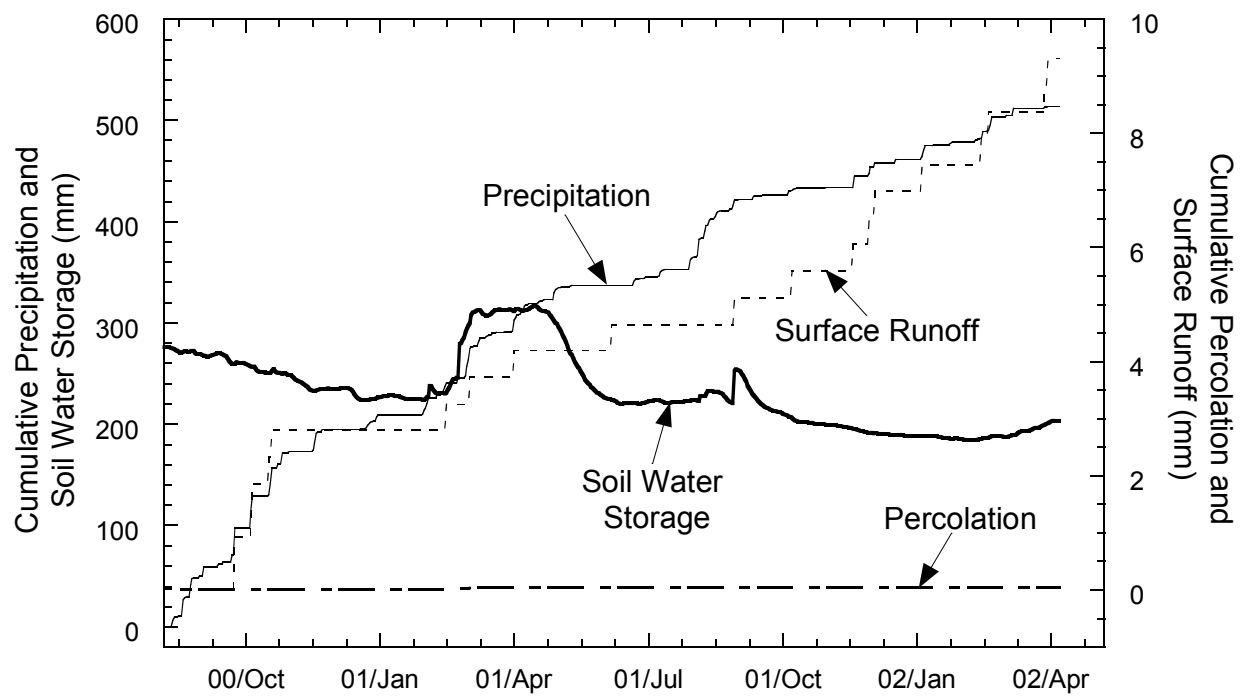 Cumulative Precipitation and
Soil Water Storage (mm)
600
500
400
300
200
100
0
Precipitation
Surface Runoff
Soil Water
Storage
Percolation
10
8
6
4
2
0
Cumulative Percolation and
Surface Runoff (mm)
00/Oct 01/Jan 01/Apr 01/Jul 01/Oct 02/Jan 02/Apr